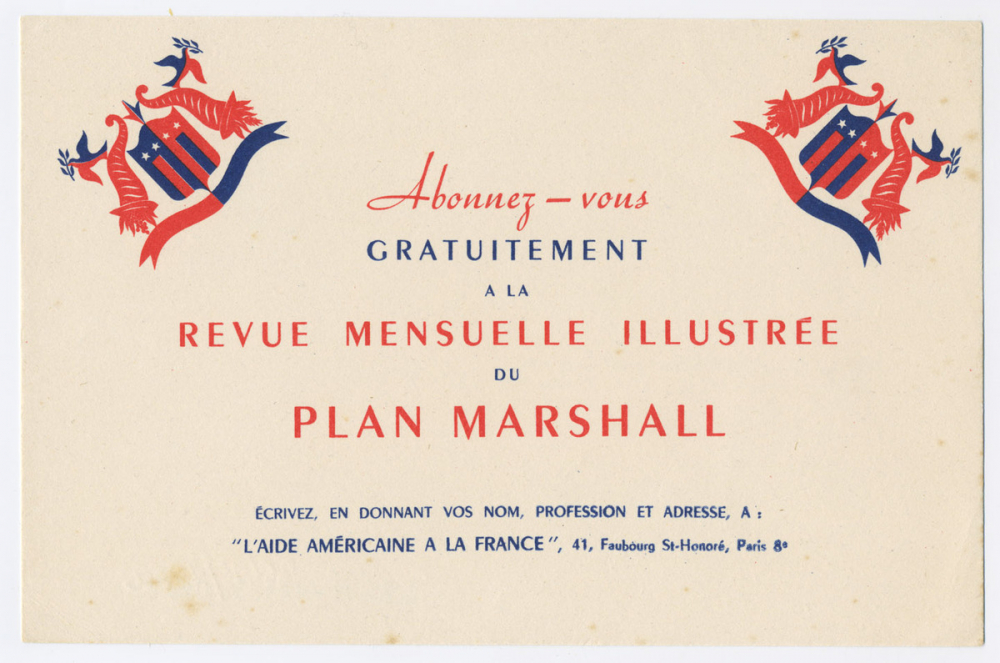 Abonnez-vous
GRATUITEMENT
A LA
REVUE MENSUELLE ILLUSTRÉE
DU
PLAN MARSHALL
ÉCRIVEZ, EN DONNANT VOS NOM, PROFESSION ET ADRESSE, A :
"L'AIDE AMÉRICAINE A LA FRANCE", 41, Faubourg St-Honoré, Paris 8e